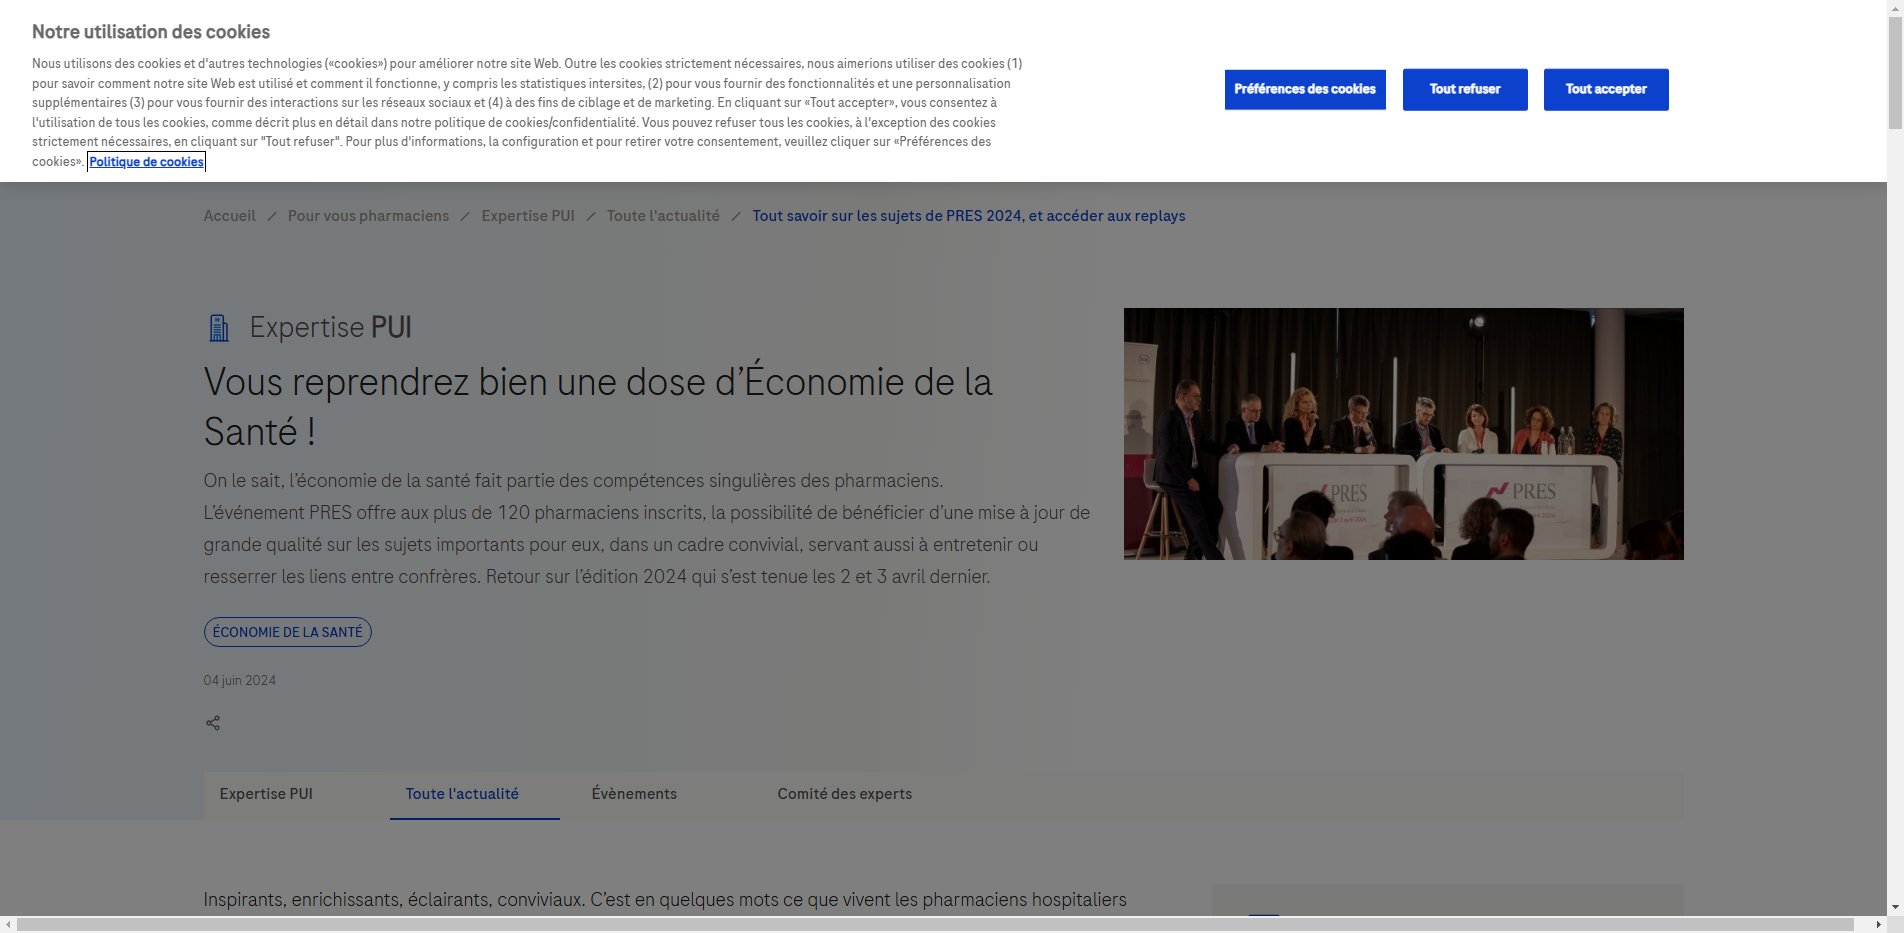 Notre utilisation des cookies
Nous utilisons des cookies et d'autres technologies («cookies») pour améliorer notre site Web. Outre les cookies strictement nécessaires, nous aimerions utiliser des cookies (1)
pour savoir comment notre site Web est utilisé et comment il fonctionne, y compris les statistiques intersites, (2) pour vous fournir des fonctionnalités et une personnalisation
supplémentaires (3) pour vous fournir des interactions sur les réseaux sociaux et (4) à des fins de ciblage et de marketing. En cliquant sur «Tout accepter», vous consentez à
l'utilisation de tous les cookies, comme décrit plus en détail dans notre politique de cookies/confidentialité. Vous pouvez refuser tous les cookies, à l'exception des cookies
strictement nécessaires, en cliquant sur "Tout refuser". Pour plus d'informations, la configuration et pour retirer votre consentement, veuillez cliquer sur «Préférences des
cookies». Politique de cookies
Préférences des cookies
Tout refuser
Tout accepter
Accueil / Pour vous pharmaciens / Expertise PUI / Toute l'actualité / Tout savoir sur les sujets de PRES 2024, et accéder aux replays
Expertise PUI
Vous reprendrez bien une dose d’Économie de la
Santé !
On le sait, l’économie de la santé fait partie des compétences singulières des pharmaciens.
L’événement PRES offre aux plus de 120 pharmaciens inscrits, la possibilité de bénéficier d’une mise à jour de
grande qualité sur les sujets importants pour eux, dans un cadre convivial, servant aussi à entretenir ou
resserrer les liens entre confrères. Retour sur l’édition 2024 qui s’est tenue les 2 et 3 avril dernier.
PRES
PRES
ÉCONOMIE DE LA SANTÉ
04 juin 2024
Expertise PUI
Toute l'actualité
Évènements
Comité des experts
Inspirants, enrichissants, éclairants, conviviaux. C’est en quelques mots ce que vivent les pharmaciens hospitaliers